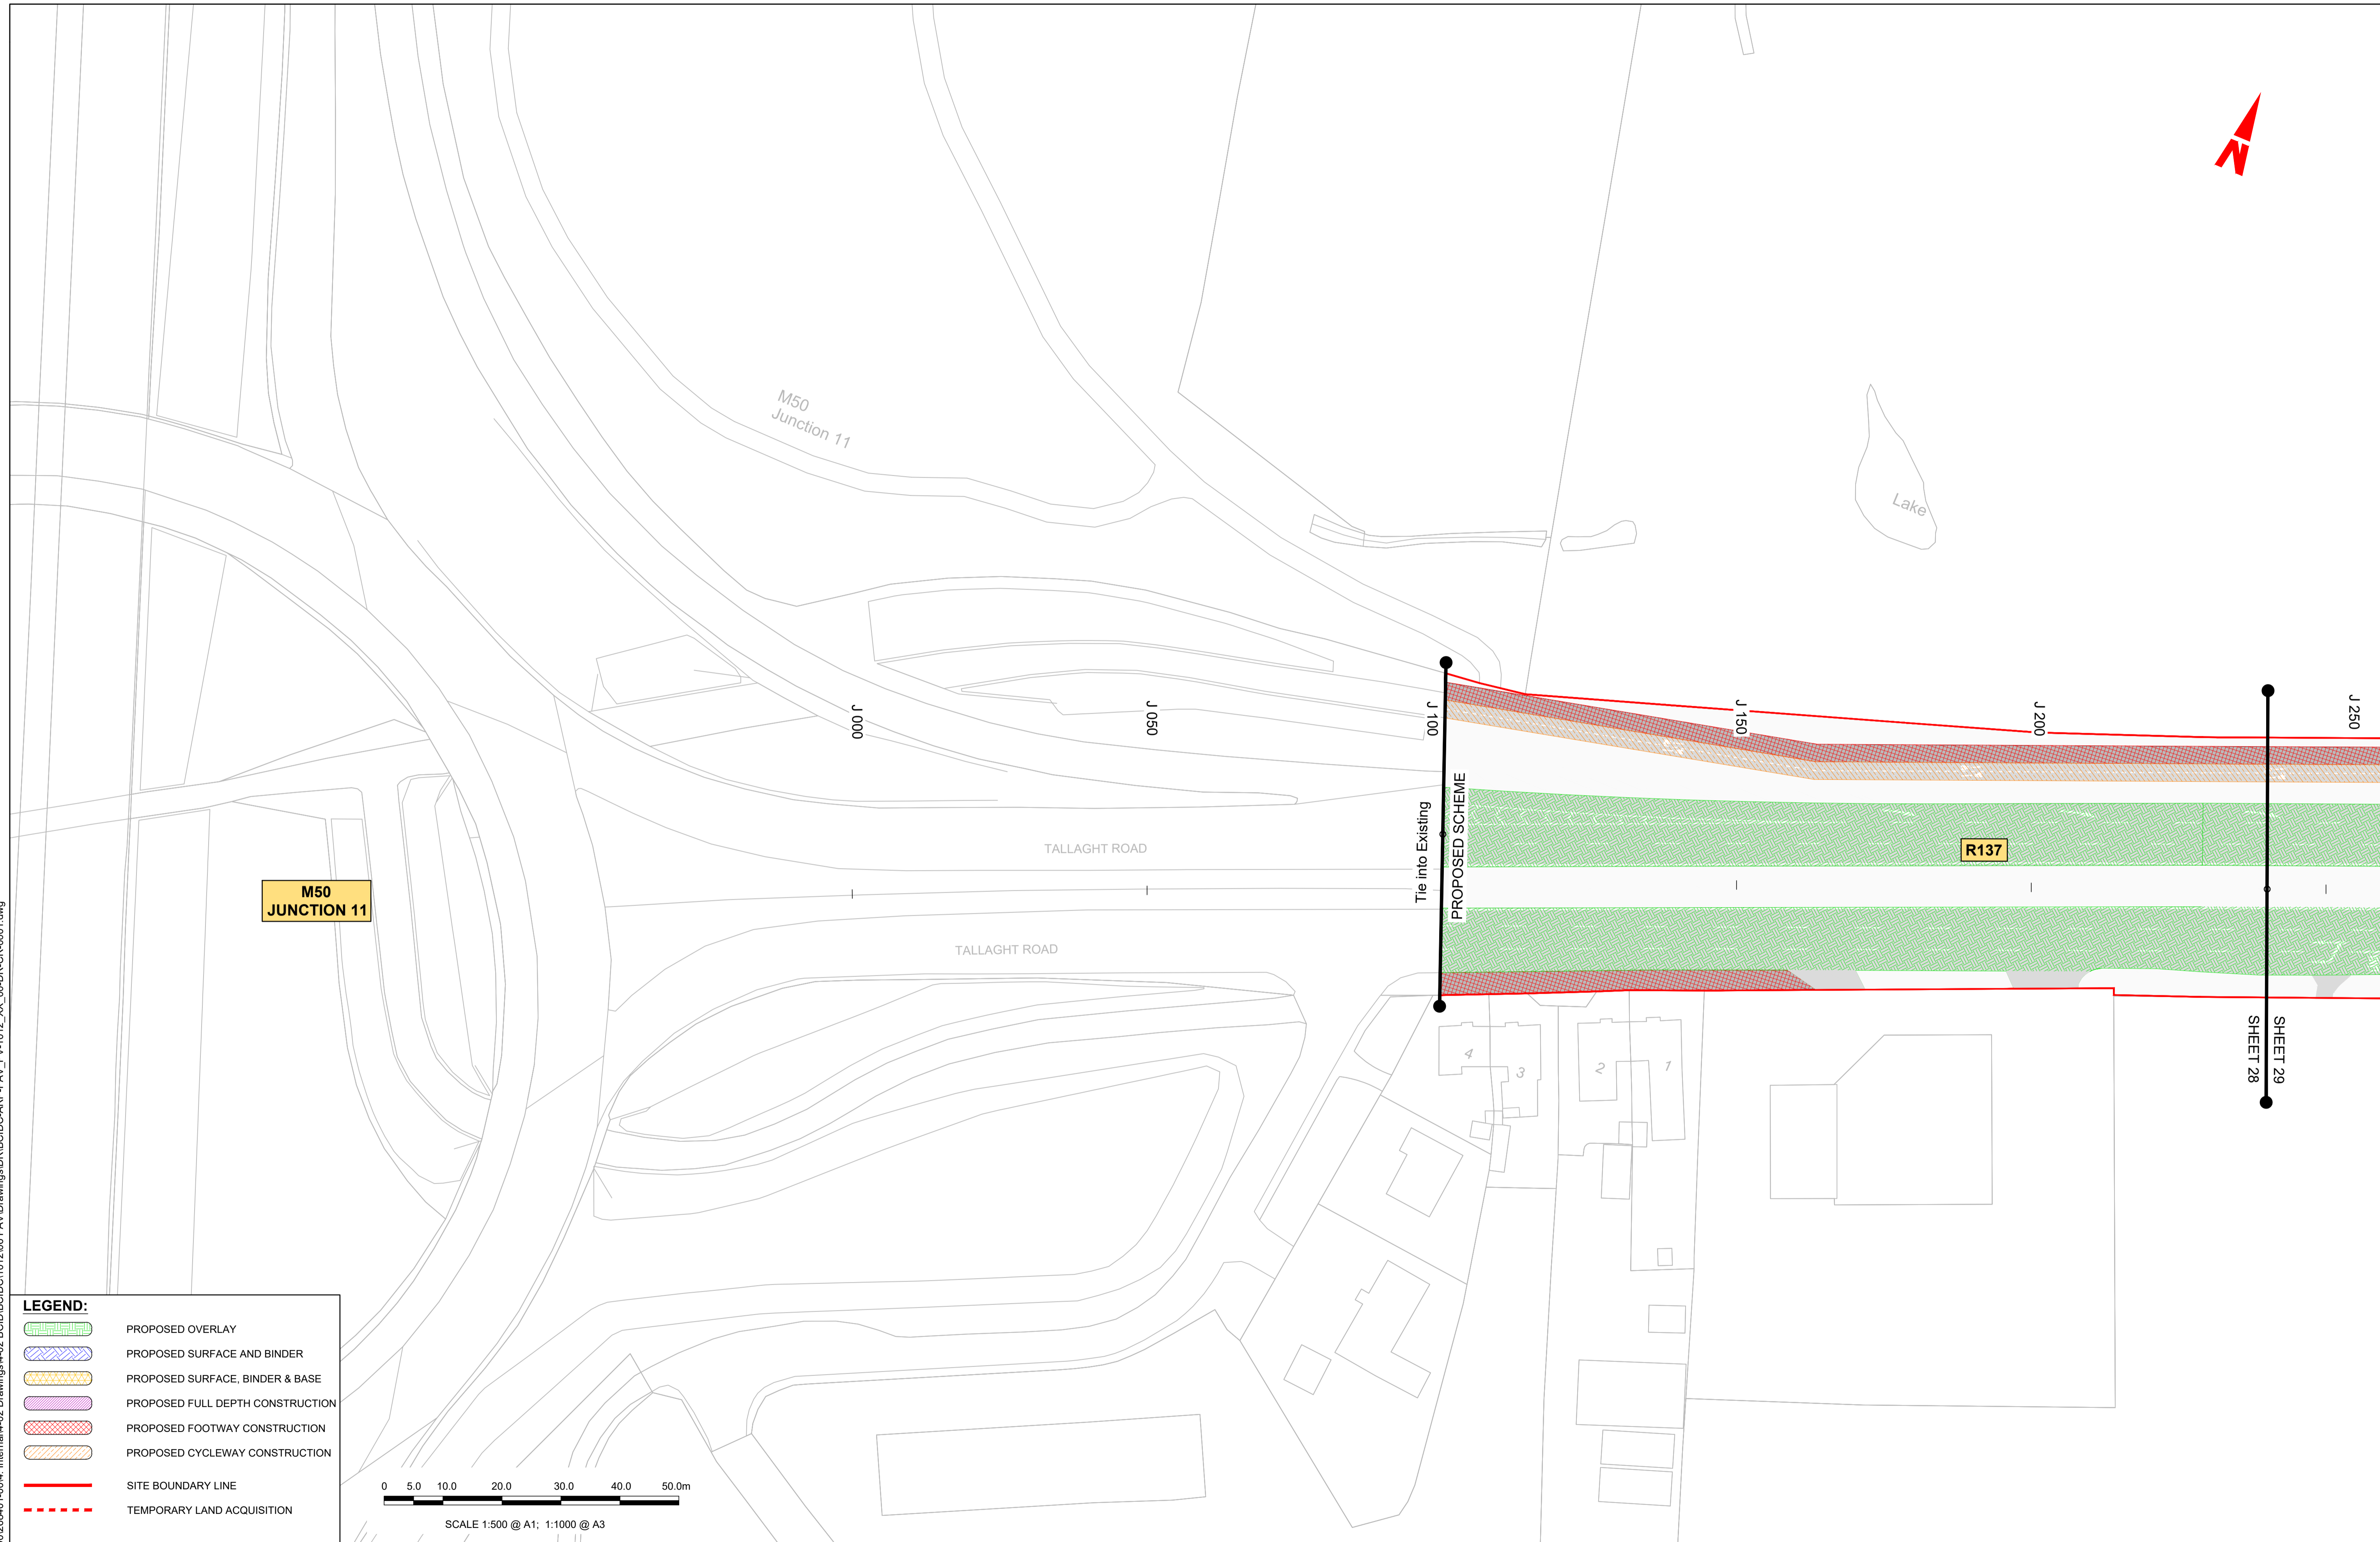 N
M50
Junction 11
Lake
J 000
J 050
J 100
J 150
J 200
J 250
TALLAGHT ROAD
TALLAGHT ROAD
Tie into Existing
PROPOSED SCHEME
R137
M50
JUNCTION 11
SHEET 28
SHEET 29
4
3
2
1
LEGEND:
PROPOSED OVERLAY
PROPOSED SURFACE AND BINDER
PROPOSED SURFACE, BINDER & BASE
PROPOSED FULL DEPTH CONSTRUCTION
PROPOSED FOOTWAY CONSTRUCTION
PROPOSED CYCLEWAY CONSTRUCTION
SITE BOUNDARY LINE
TEMPORARY LAND ACQUISITION
0 5.0 10.0 20.0 30.0 40.0 50.0m
SCALE 1:500 @ A1; 1:1000 @ A3